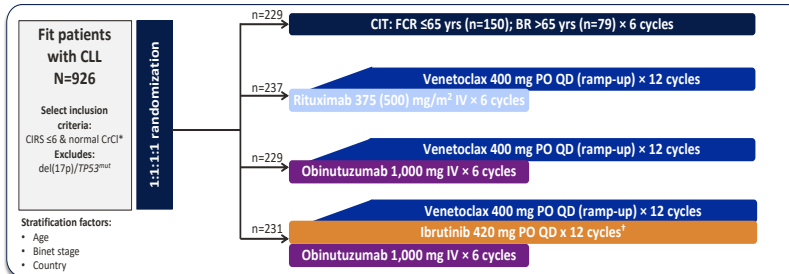 Fit patients
with CLL
N=926
Select inclusion
criteria:
CIRS ≤6 & normal CrCl*
Excludes:
del(17p)/TP53ᵐᵘᵗ
Stratification factors:
• Age
• Binet stage
• Country
1:1:1:1 randomization
n=229
CIT: FCR ≤65 yrs (n=150); BR >65 yrs (n=79) × 6 cycles
n=237
Venetoclax 400 mg PO QD (ramp-up) × 12 cycles
Rituximab 375 (500) mg/m² IV × 6 cycles
n=229
Venetoclax 400 mg PO QD (ramp-up) × 12 cycles
Obinutuzumab 1,000 mg IV × 6 cycles
n=231
Venetoclax 400 mg PO QD (ramp-up) × 12 cycles
Ibrutinib 420 mg PO QD x 12 cycles†
Obinutuzumab 1,000 mg IV × 6 cycles